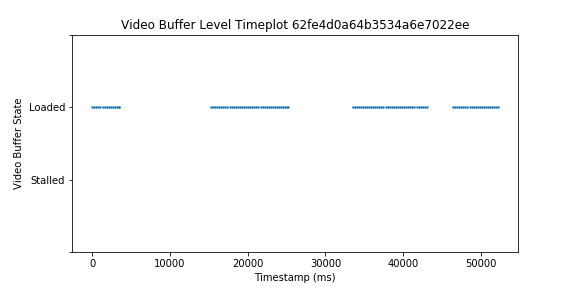 Video Buffer Level Timeplot 62fe4d0a64b3534a6e7022ee
Video Buffer State
Loaded
Stalled
0 10000 20000 30000 40000 50000
Timestamp (ms)